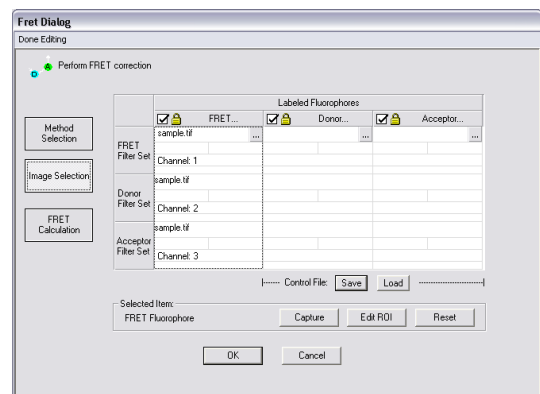 Fret Dialog
Done Editing
A
D
Perform FRET correction
Labeled Fluorophores
FRET...
Donor...
Acceptor...
Method
Selection
Image Selection
FRET
Calculation
FRET
Filter Set
sample.tif
...
...
...
Channel: 1
Donor
Filter Set
sample.tif
Channel: 2
Acceptor
Filter Set
sample.tif
Channel: 3
Control File:
Save
Load
Selected Item:
FRET Fluorophore
Capture
Edit ROI
Reset
OK
Cancel